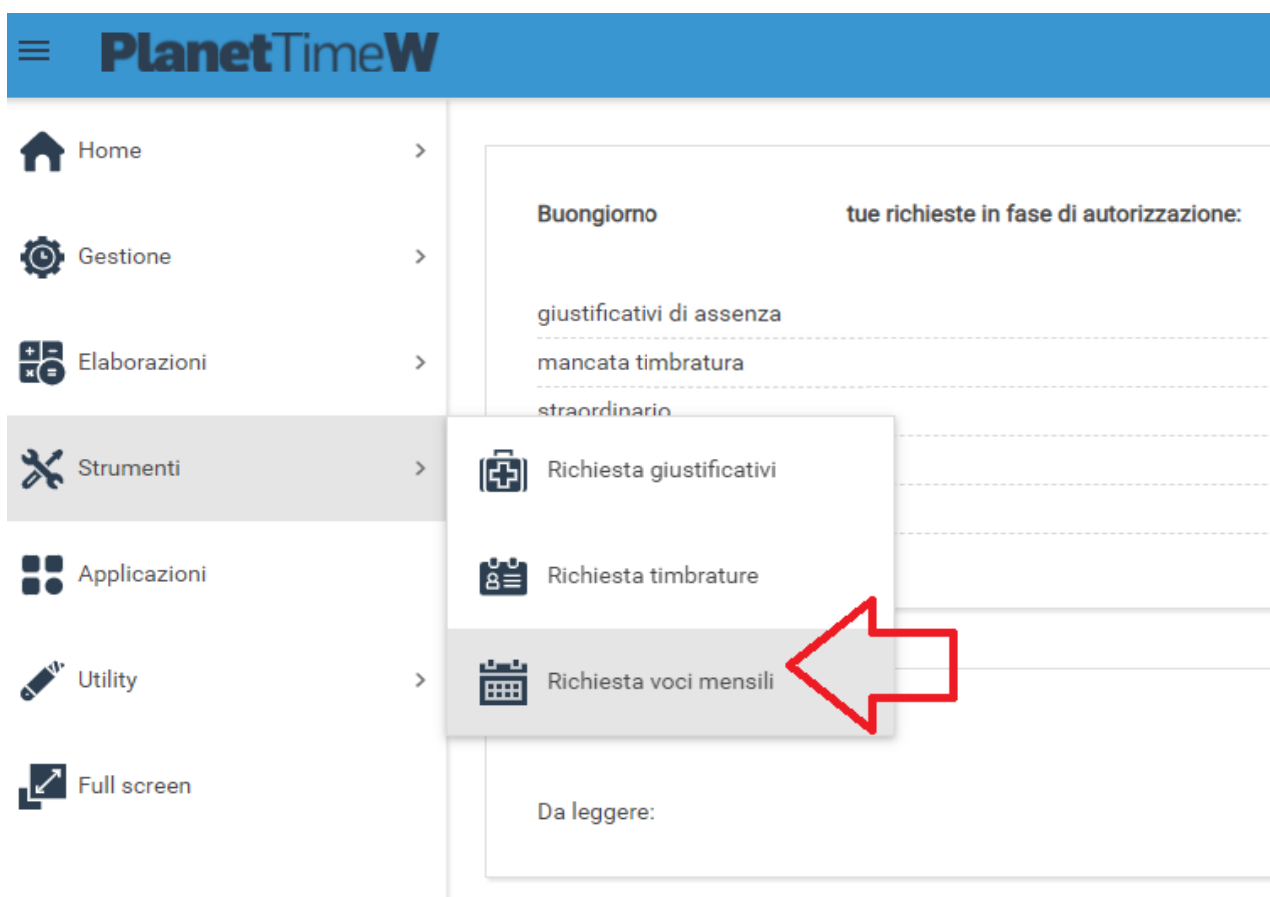 PlanetTimeW
Home
Gestione
Elaborazioni
Strumenti
Applicazioni
Utility
Full screen
Richiesta giustificativi
Richiesta timbrature
Richiesta voci mensili
Buongiorno tue richieste in fase di autorizzazione:
giustificativi di assenza
mancata timbratura
straordinario
Da leggere: